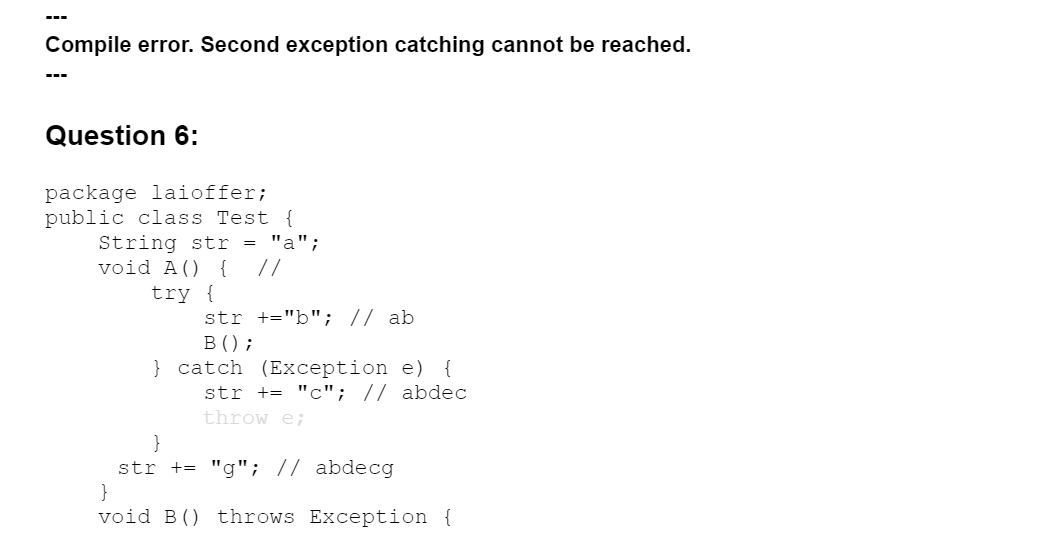 ---
Compile error. Second exception catching cannot be reached.
---
Question 6:
package laioffer;
public class Test {
String str = "a";
void A() { //
try {
str +="b"; // ab
B();
} catch (Exception e) {
str += "c"; // abdec
throw e;
}
str += "g"; // abdecg
}
void B() throws Exception {